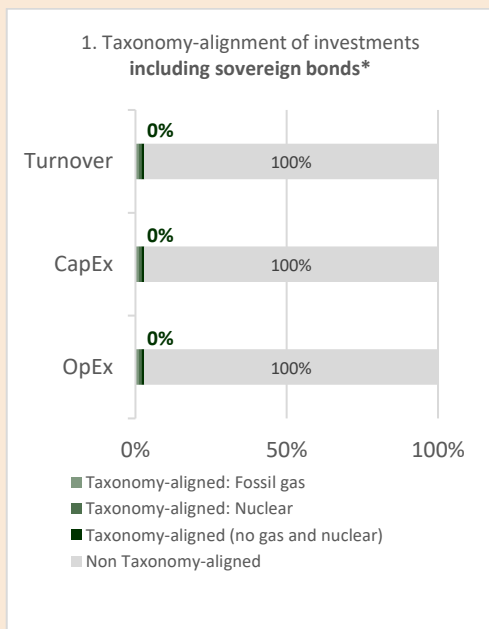 1. Taxonomy-alignment of investments
including sovereign bonds*
0%
Turnover 100%
0%
CapEx 100%
0%
OpEx 100%
0% 50% 100%
Taxonomy-aligned: Fossil gas
Taxonomy-aligned: Nuclear
Taxonomy-aligned (no gas and nuclear)
Non Taxonomy-aligned